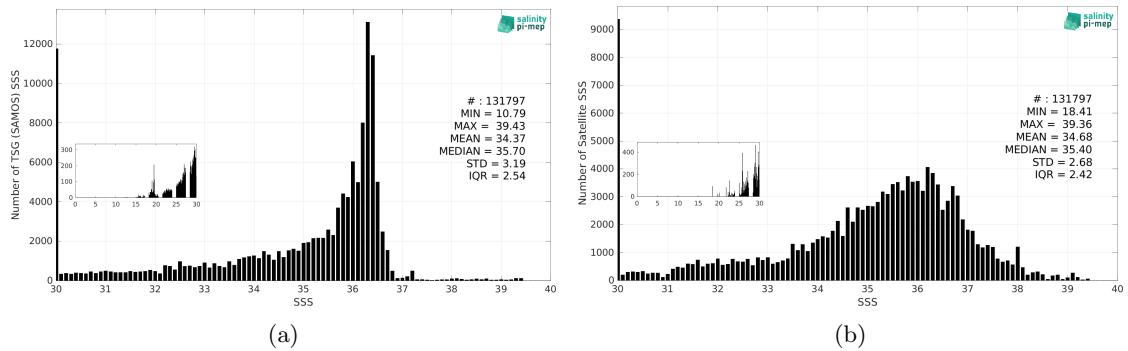 salinity
pi-mep
12000
10000
8000
6000
4000
2000
0
Number of TSG (SAMOS) SSS
# : 131797
MIN = 10.79
MAX = 39.43
MEAN = 34.37
MEDIAN = 35.70
STD = 3.19
IQR = 2.54
300
200
100
0
0 5 10 15 20 25 30
30 31 32 33 34 35 36 37 38 39 40
SSS
(a)
salinity
pi-mep
9000
8000
7000
6000
5000
4000
3000
2000
1000
0
Number of Satellite SSS
# : 131797
MIN = 18.41
MAX = 39.36
MEAN = 34.68
MEDIAN = 35.40
STD = 2.68
IQR = 2.42
400
200
0
0 5 10 15 20 25 30
30 31 32 33 34 35 36 37 38 39 40
SSS
(b)